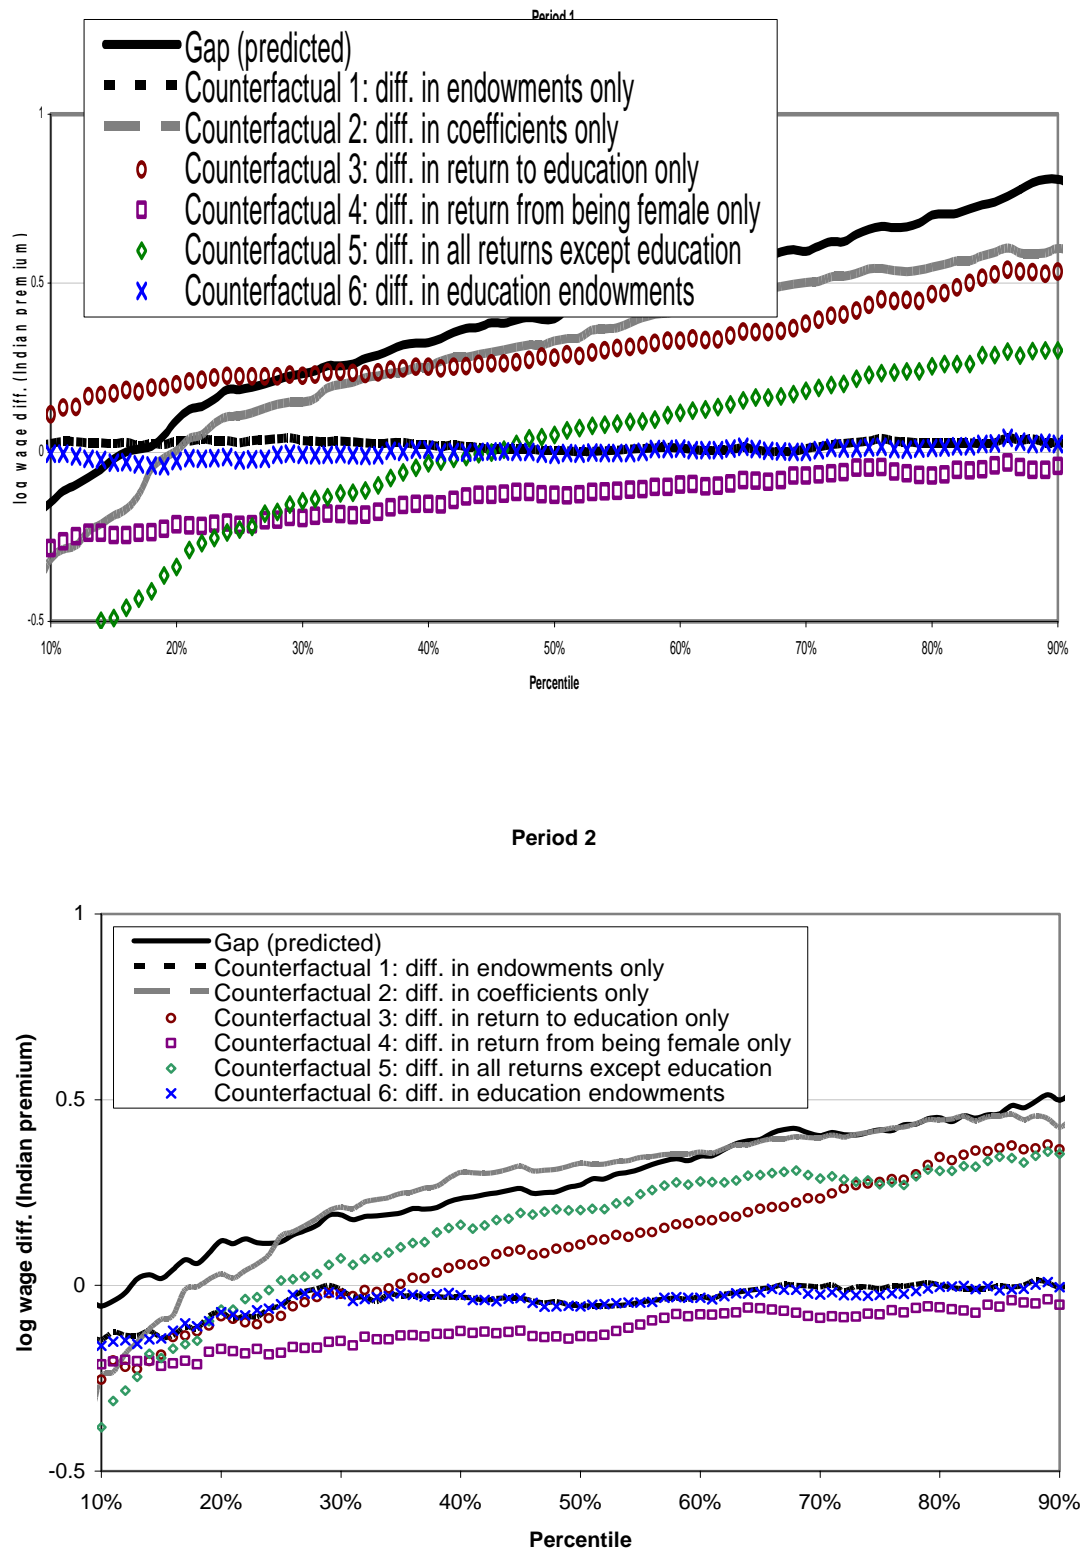 Period 1
Gap (predicted)
Counterfactual 1: diff. in endowments only
Counterfactual 2: diff. in coefficients only
Counterfactual 3: diff. in return to education only
Counterfactual 4: diff. in return from being female only
Counterfactual 5: diff. in all returns except education
Counterfactual 6: diff. in education endowments
1
0.5
0
-0.5
log wage diff. (Indian premium)
10% 20% 30% 40% 50% 60% 70% 80% 90%
Percentile
Period 2
1
Gap (predicted)
Counterfactual 1: diff. in endowments only
Counterfactual 2: diff. in coefficients only
Counterfactual 3: diff. in return to education only
Counterfactual 4: diff. in return from being female only
Counterfactual 5: diff. in all returns except education
Counterfactual 6: diff. in education endowments
0.5
0
-0.5
log wage diff. (Indian premium)
10% 20% 30% 40% 50% 60% 70% 80% 90%
Percentile